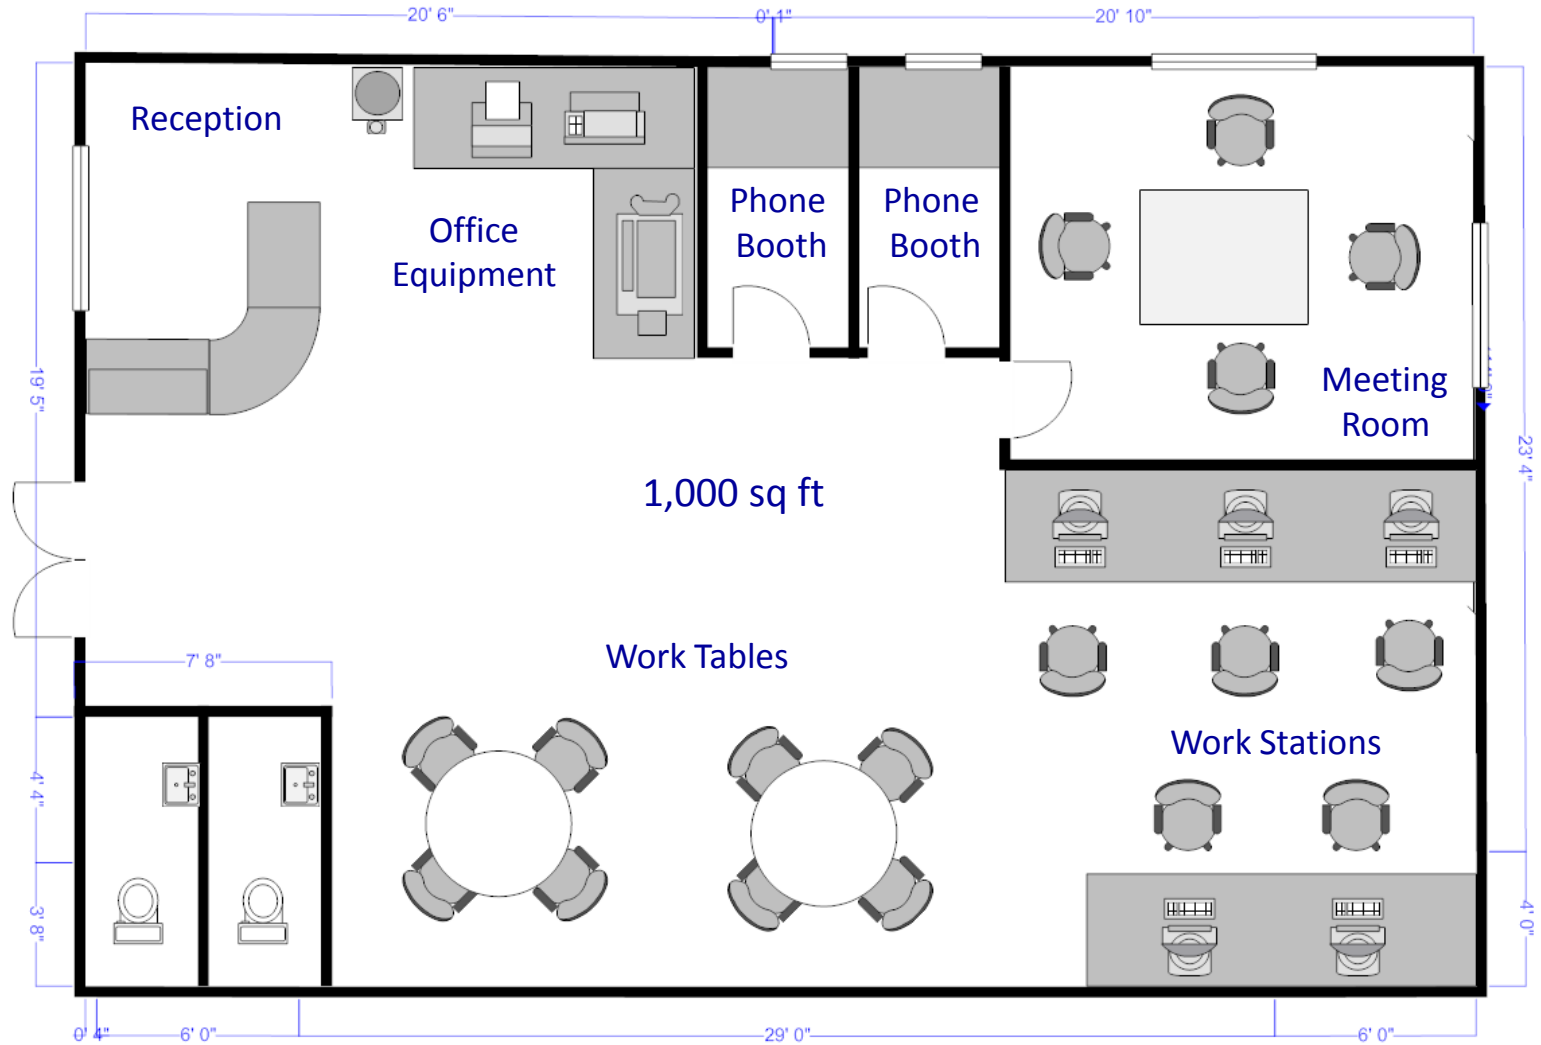 20' 6"
0' 1"
20' 10"
Reception
Office
Equipment
Phone
Booth
Phone
Booth
Meeting
Room
19' 5"
23' 4"
1,000 sq ft
Work Tables
7' 8"
Work Stations
4' 4"
3' 8"
4' 0"
0' 4"
6' 0"
29' 0"
6' 0"